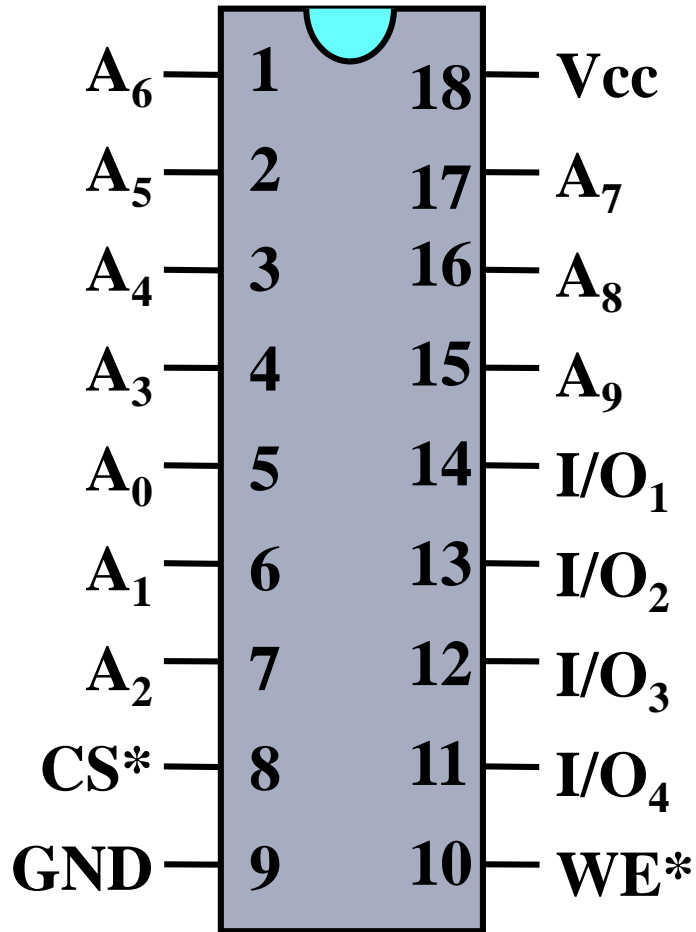 A₆ 1 18 Vcc
A₅ 2 17 A₇
A₄ 3 16 A₈
A₃ 4 15 A₉
A₀ 5 14 I/O₁
A₁ 6 13 I/O₂
A₂ 7 12 I/O₃
CS* 8 11 I/O₄
GND 9 10 WE*